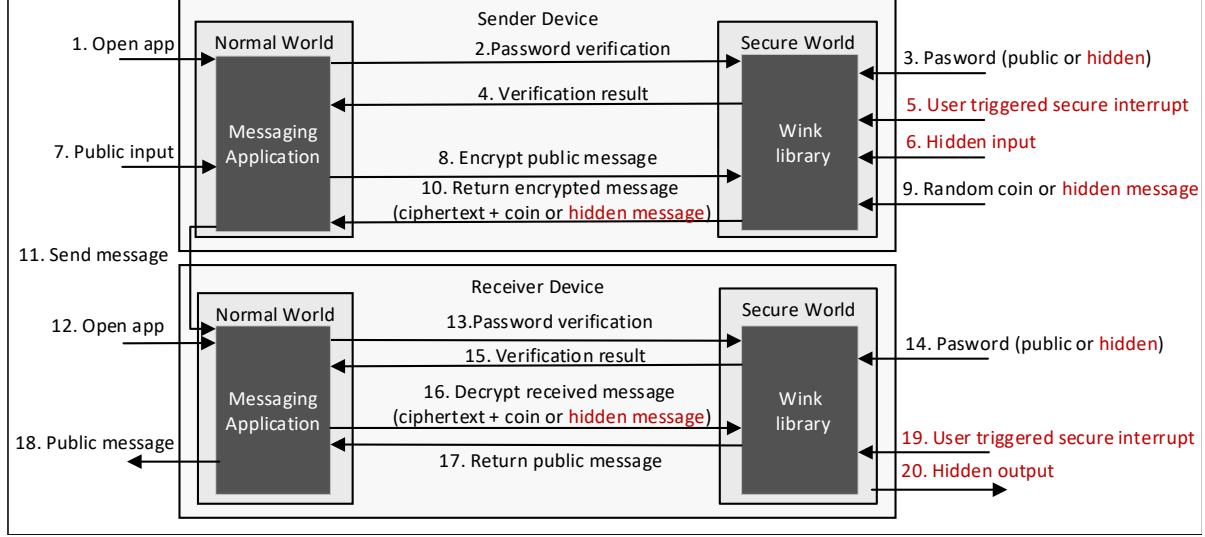 Sender Device
Normal World
Secure World
1. Open app
2.Password verification
3. Pasword (public or hidden)
4. Verification result
5. User triggered secure interrupt
Messaging
Application
Wink
library
6. Hidden input
7. Public input
8. Encrypt public message
9. Random coin or hidden message
10. Return encrypted message
(ciphertext + coin or hidden message)
11. Send message
Receiver Device
Normal World
Secure World
12. Open app
13.Password verification
14. Pasword (public or hidden)
15. Verification result
Messaging
Application
Wink
library
16. Decrypt received message
(ciphertext + coin or hidden message)
17. Return public message
18. Public message
19. User triggered secure interrupt
20. Hidden output